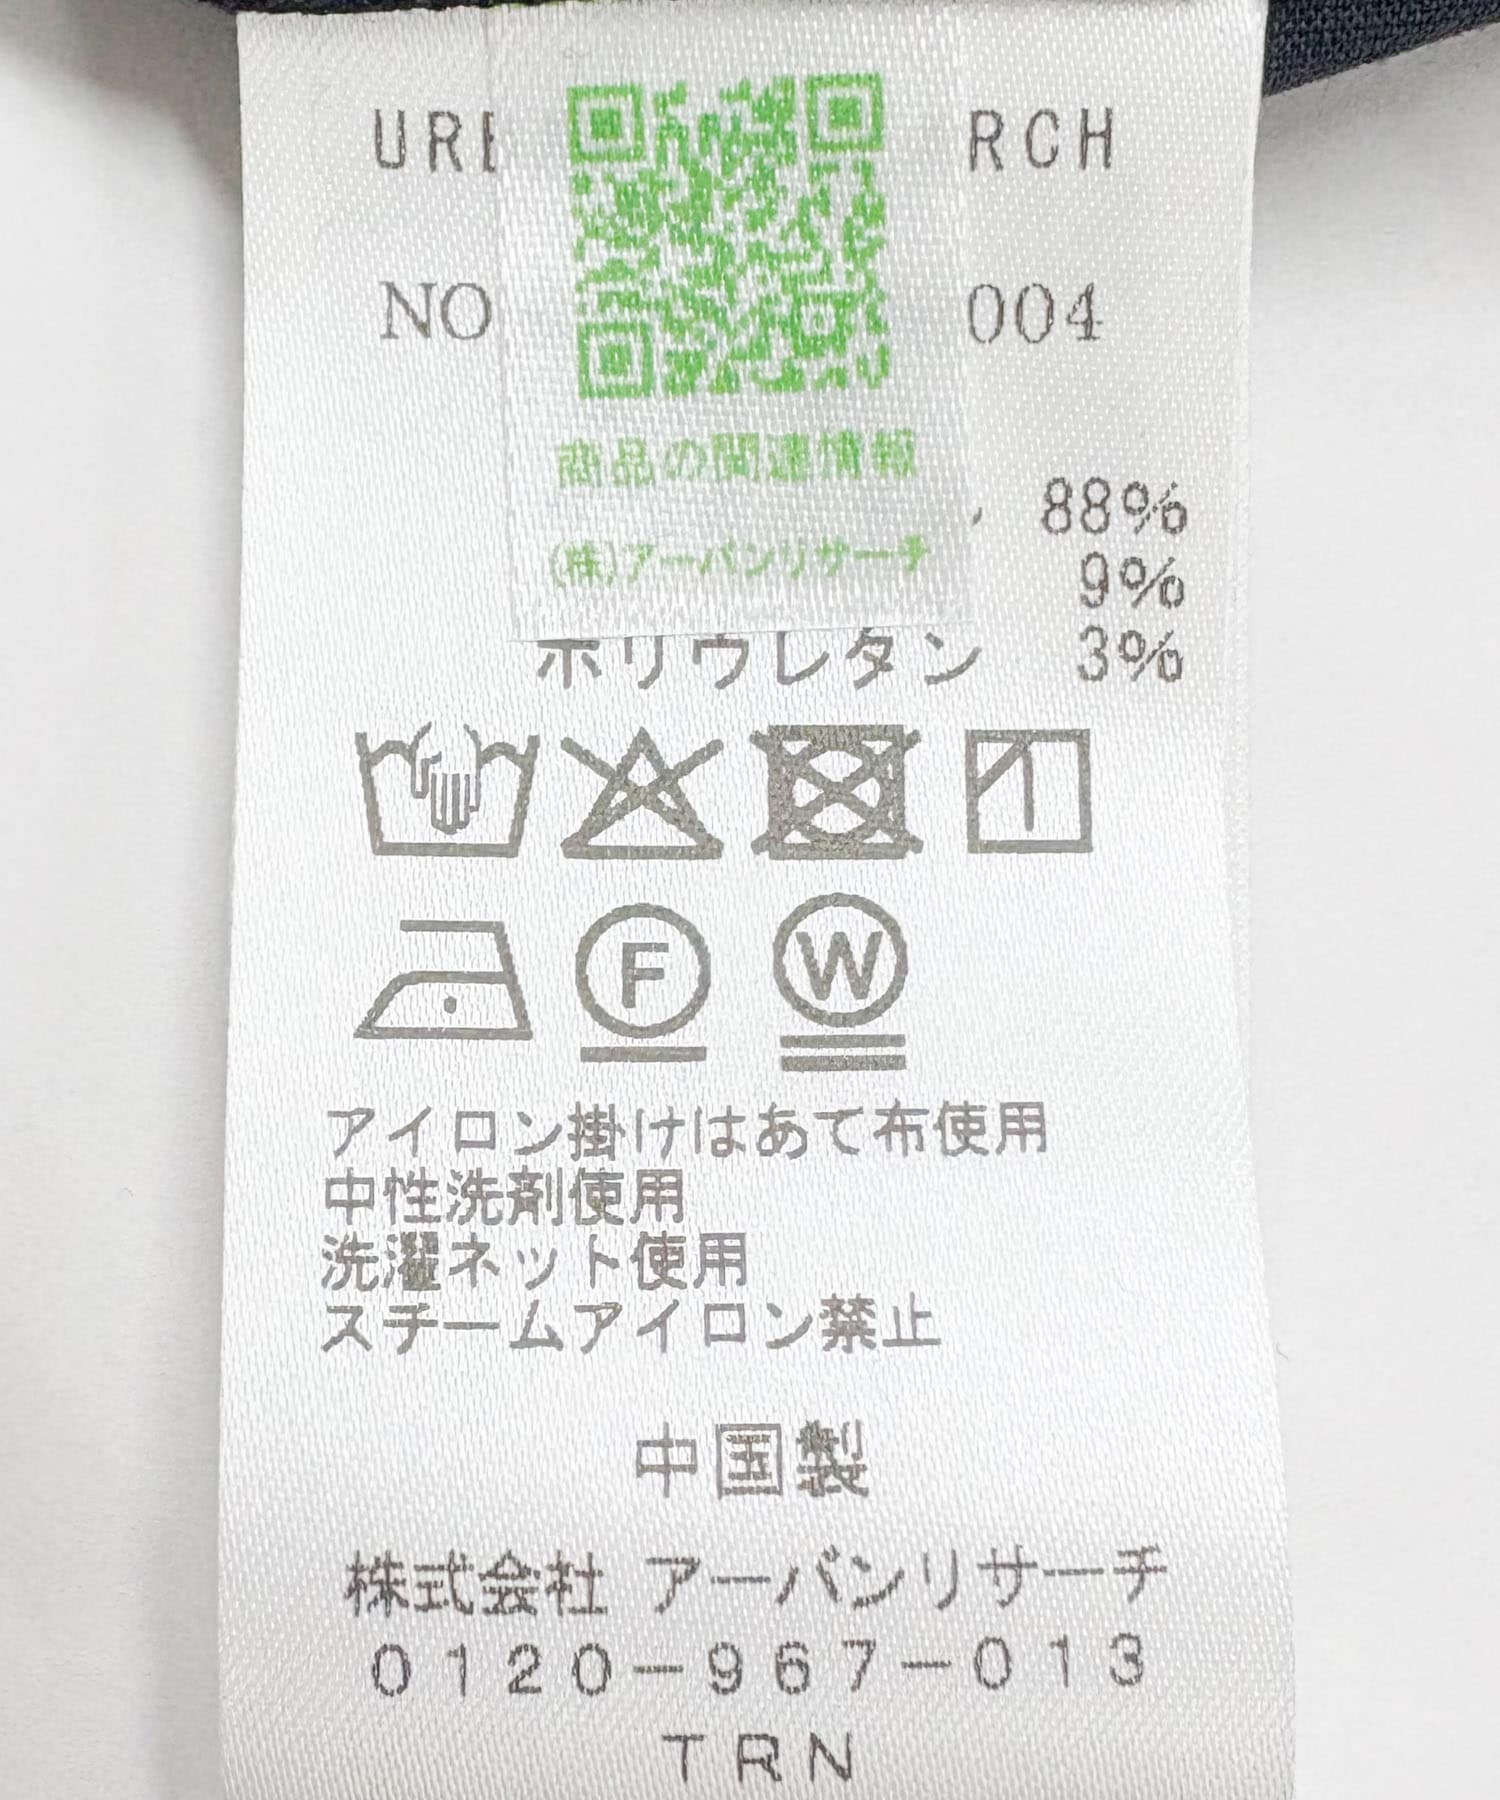 RCH
NO
004
商品の関連情報
(株)アーバンリサーチ
88%
9%
ポリウレタン 3%
F
W
アイロン掛けはあて布使用
中性洗剤使用
洗濯ネット使用
スチームアイロン禁止
中国製
株式会社 アーバンリサーチ
0120-967-013
TRN